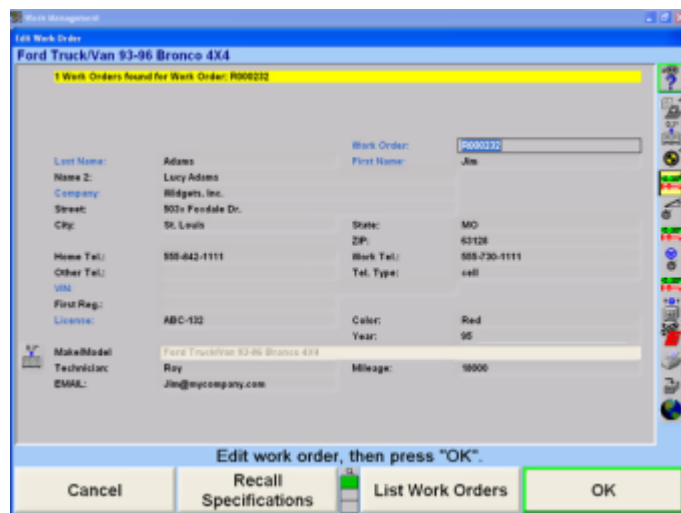 Work Management
Edit Work Order
Ford Truck/Van 93-96 Bronco 4X4
1 Work Orders found for Work Order: R000232
Work Order: R000232
Last Name: Adams First Name: Jim
Name 2: Lucy Adams
Company: Widgets, Inc.
Street: Dr.
City: St. Louis State: MO
ZIP: 63128
Home Tel.: 555-842-1111 Work Tel.: 555-730-1111
Other Tel.: Tel. Type: cell
VIN:
First Reg.:
License: ABC-132 Color: Red
Year: 95
Make/Model Ford Truck/Van 93-96 Bronco 4X4
Technician: Roy Mileage: 10000
EMAIL: Jim@mycompany.com
Edit work order, then press "OK".
Cancel
Recall
Specifications
List Work Orders
OK